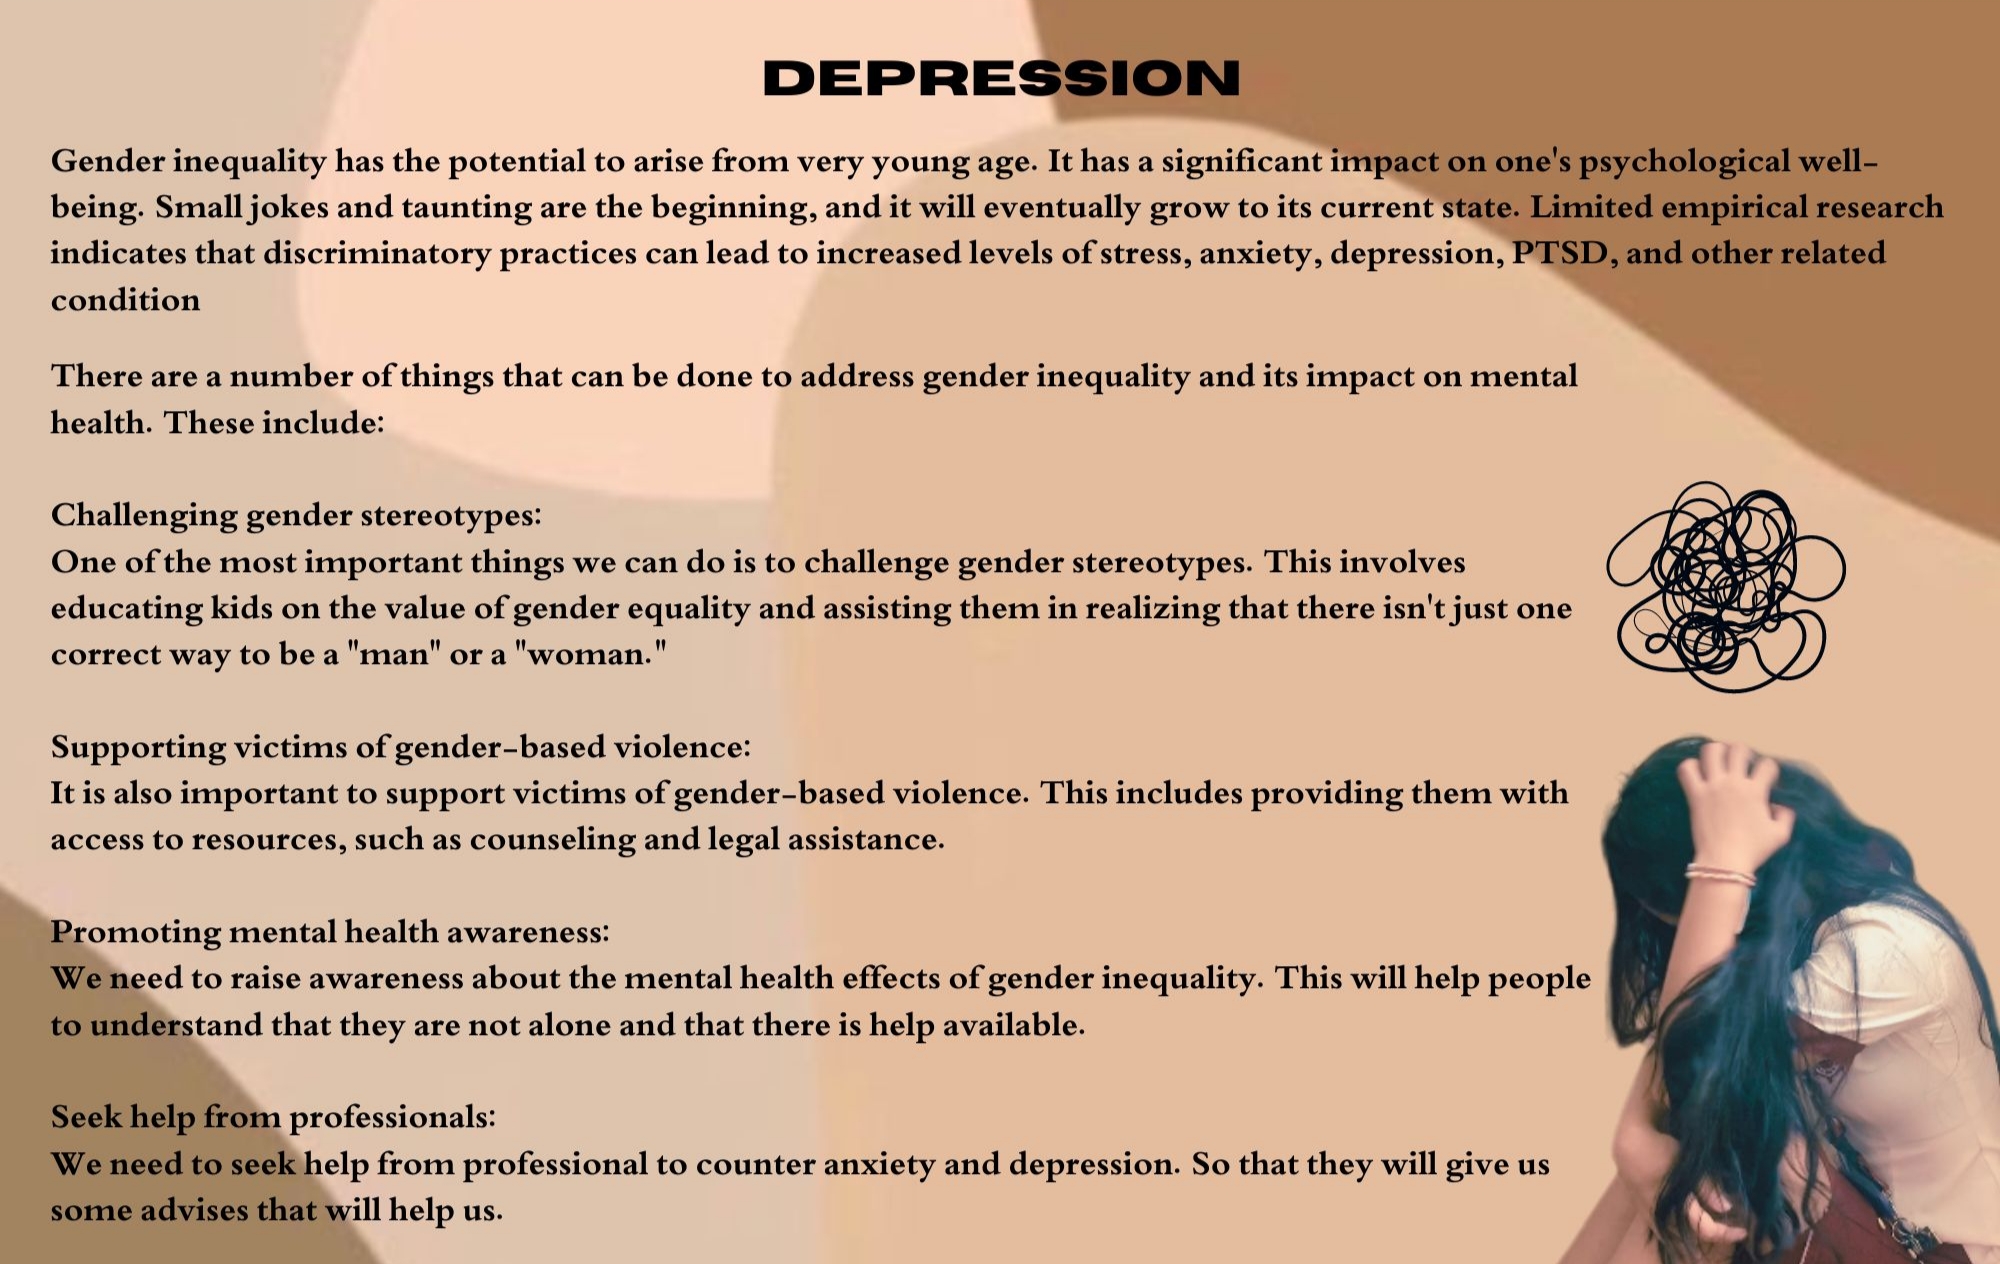 DEPRESSION
Gender inequality has the potential to arise from very young age. It has a significant impact on one's psychological well-
being. Small jokes and taunting are the beginning, and it will eventually grow to its current state. Limited empirical research
indicates that discriminatory practices can lead to increased levels of stress, anxiety, depression, PTSD, and other related
condition
There are a number of things that can be done to address gender inequality and its impact on mental
health. These include:
Challenging gender stereotypes:
One of the most important things we can do is to challenge gender stereotypes. This involves
educating kids on the value of gender equality and assisting them in realizing that there isn't just one
correct way to be a "man" or a "woman."
Supporting victims of gender-based violence:
It is also important to support victims of gender-based violence. This includes providing them with
access to resources, such as counseling and legal assistance.
Promoting mental health awareness:
We need to raise awareness about the mental health effects of gender inequality. This will help people
to understand that they are not alone and that there is help available.
Seek help from professionals:
We need to seek help from professional to counter anxiety and depression. So that they will give us
some advises that will help us.